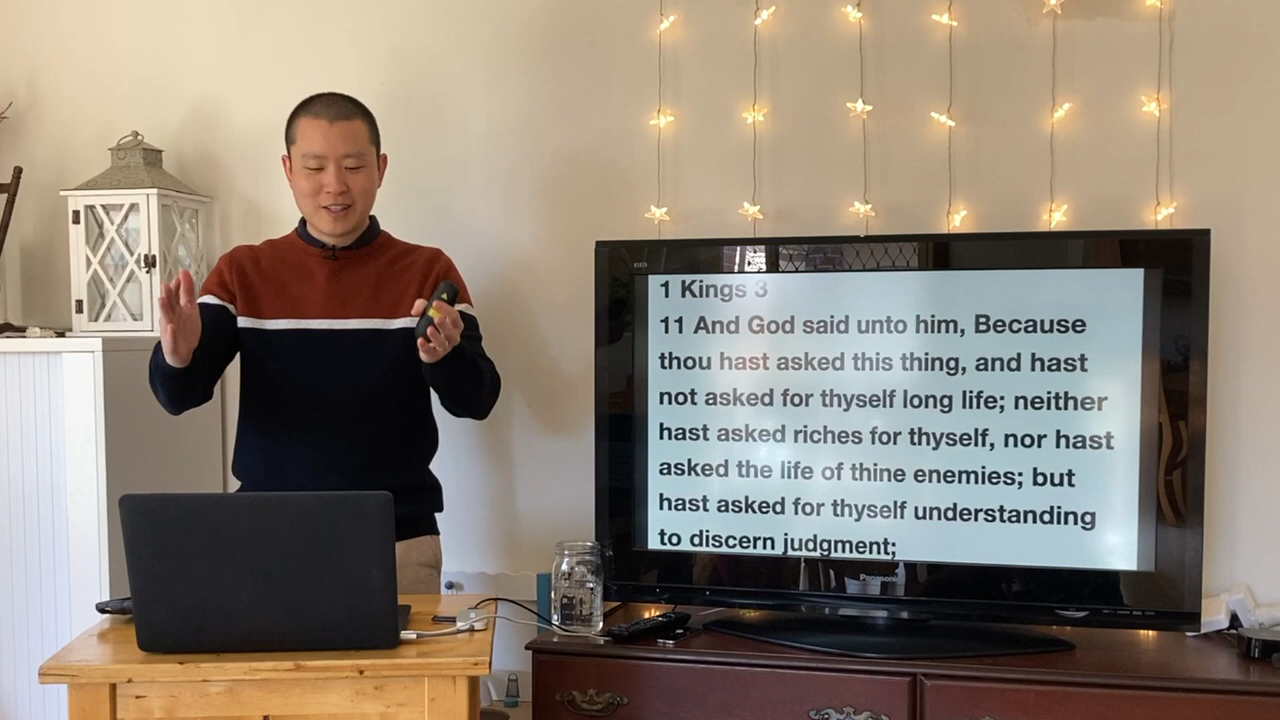 1 Kings 3
11 And God said unto him, Because
thou hast asked this thing, and hast
not asked for thyself long life; neither
hast asked riches for thyself, nor hast
asked the life of thine enemies; but
hast asked for thyself understanding
to discern judgment;
Panasonic